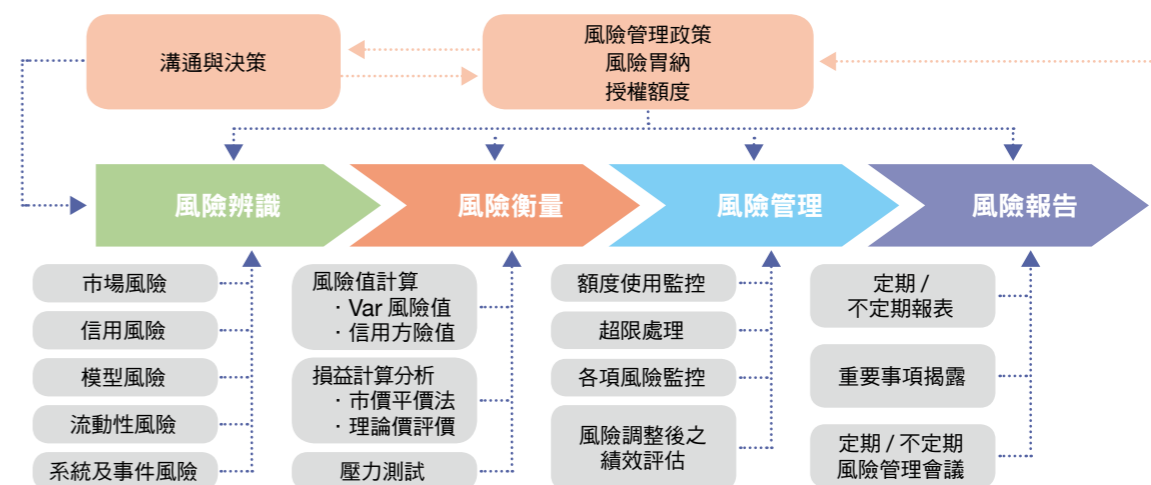 溝通與決策
風險管理政策
風險胃納
授權額度
風險辨識
風險衡量
風險管理
風險報告
市場風險
信用風險
模型風險
流動性風險
系統及事件風險
風險值計算
· Var 風險值
· 信用方險值
損益計算分析
· 市價平價法
· 理論價評價
壓力測試
額度使用監控
超限處理
各項風險監控
風險調整後之
績效評估
定期 /
不定期報表
重要事項揭露
定期 / 不定期
風險管理會議